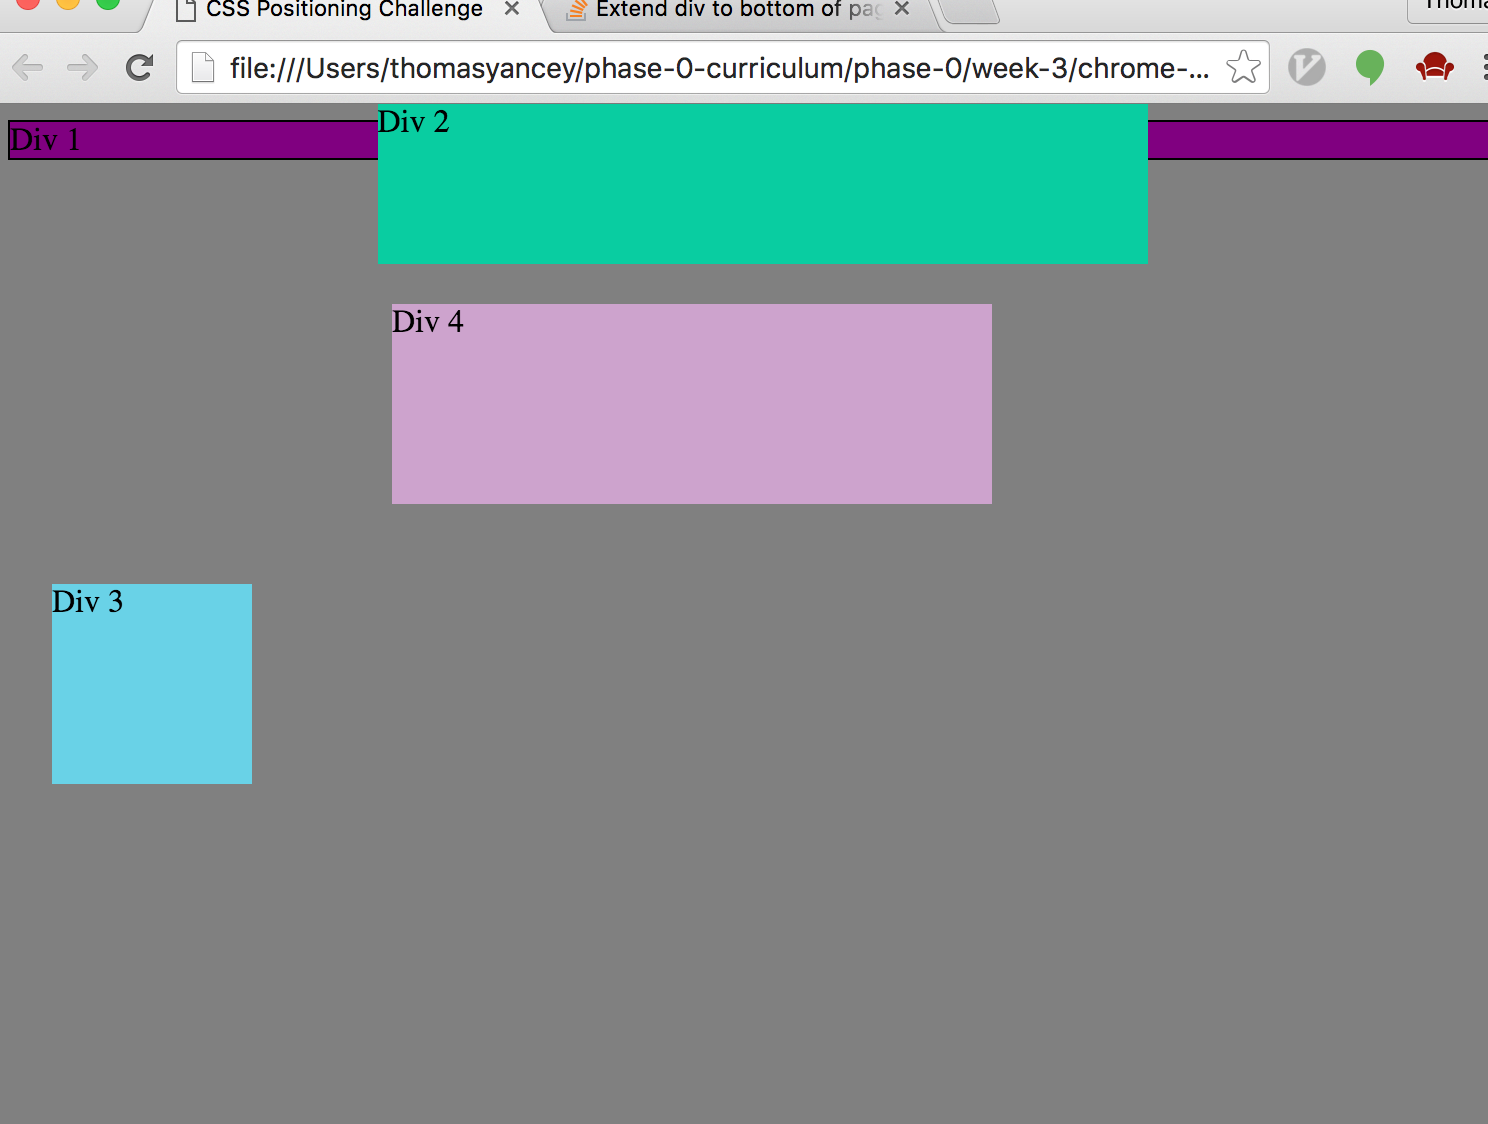 CSS Positioning Challenge
Extend div to bottom of pag
Thoma
file:///Users/thomasyancey/phase-0-curriculum/phase-0/week-3/chrome-...
Div 2
Div 1
Div 4
Div 3